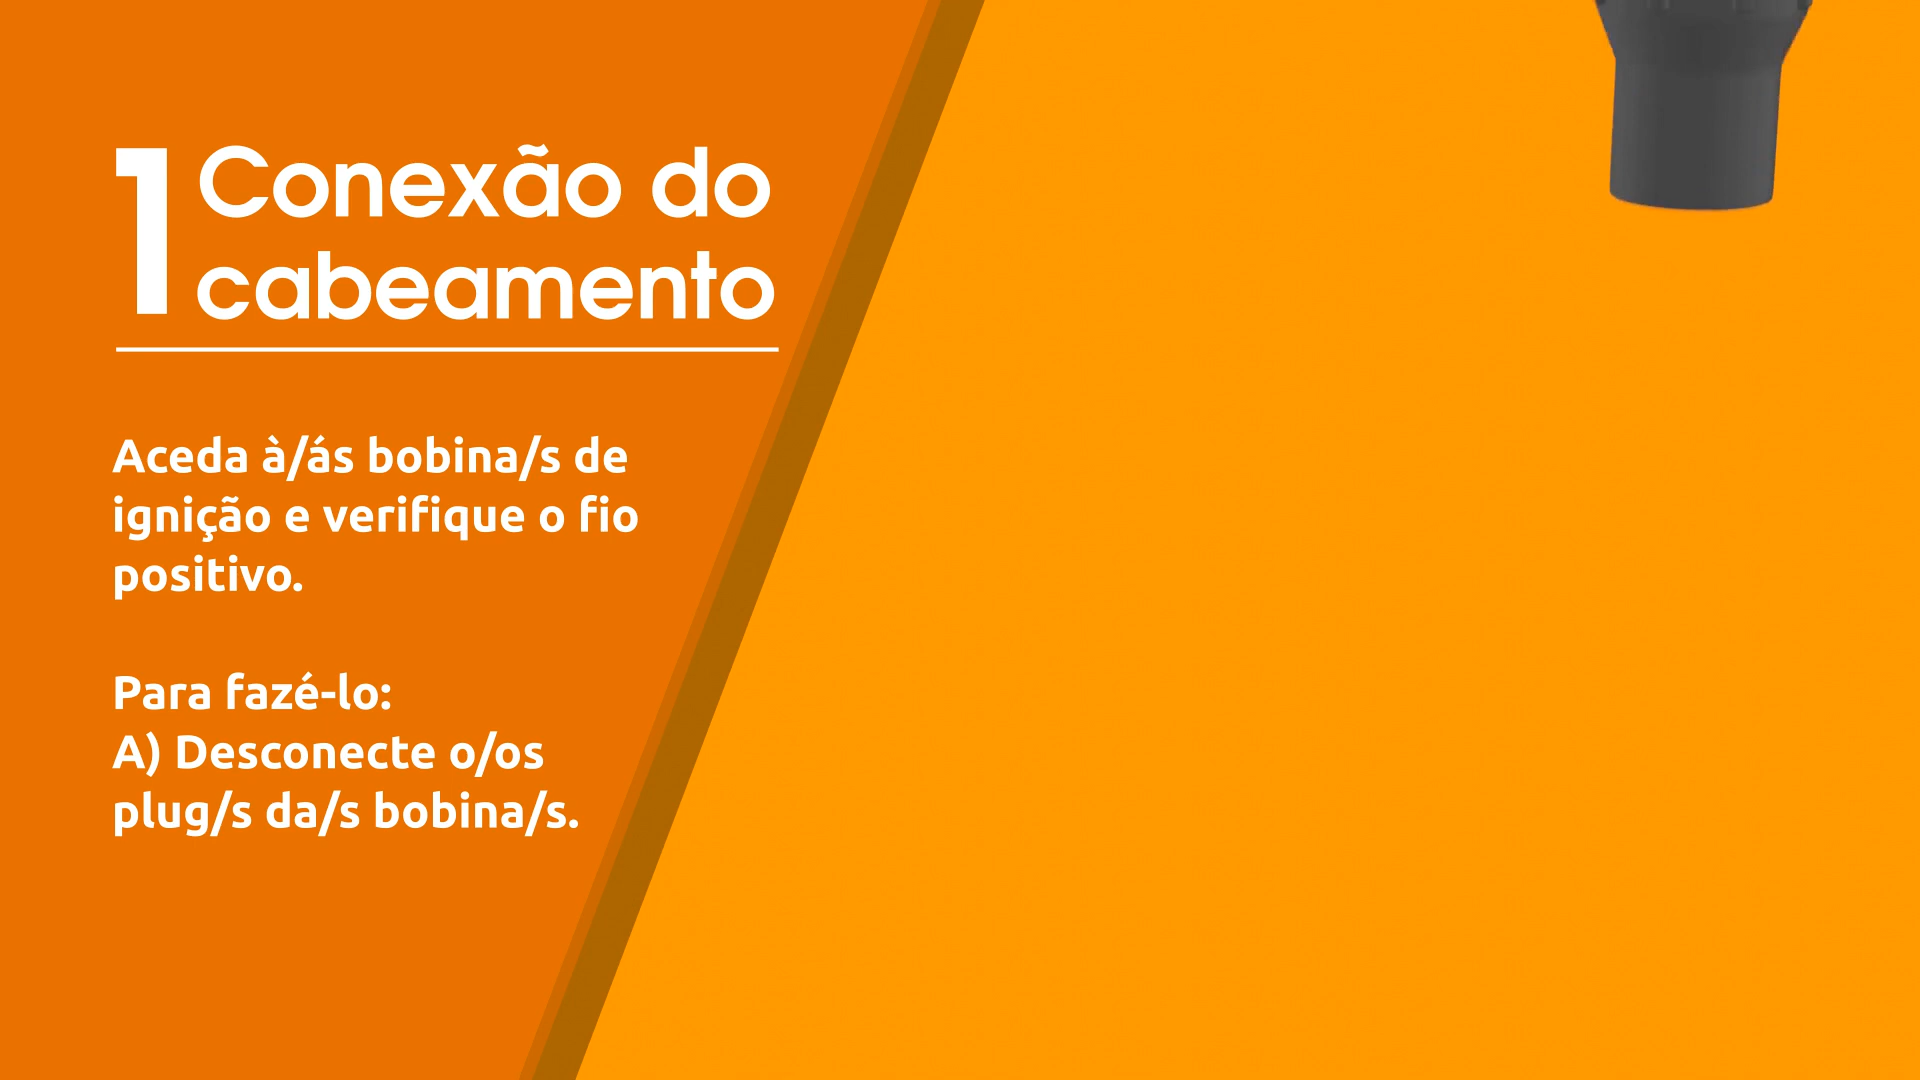 1 Conexão do
cabeamento
Aceda à/ás bobina/s de
ignição e verifique o fio
positivo.
Para fazé-lo:
A) Desconecte o/os
plug/s da/s bobina/s.